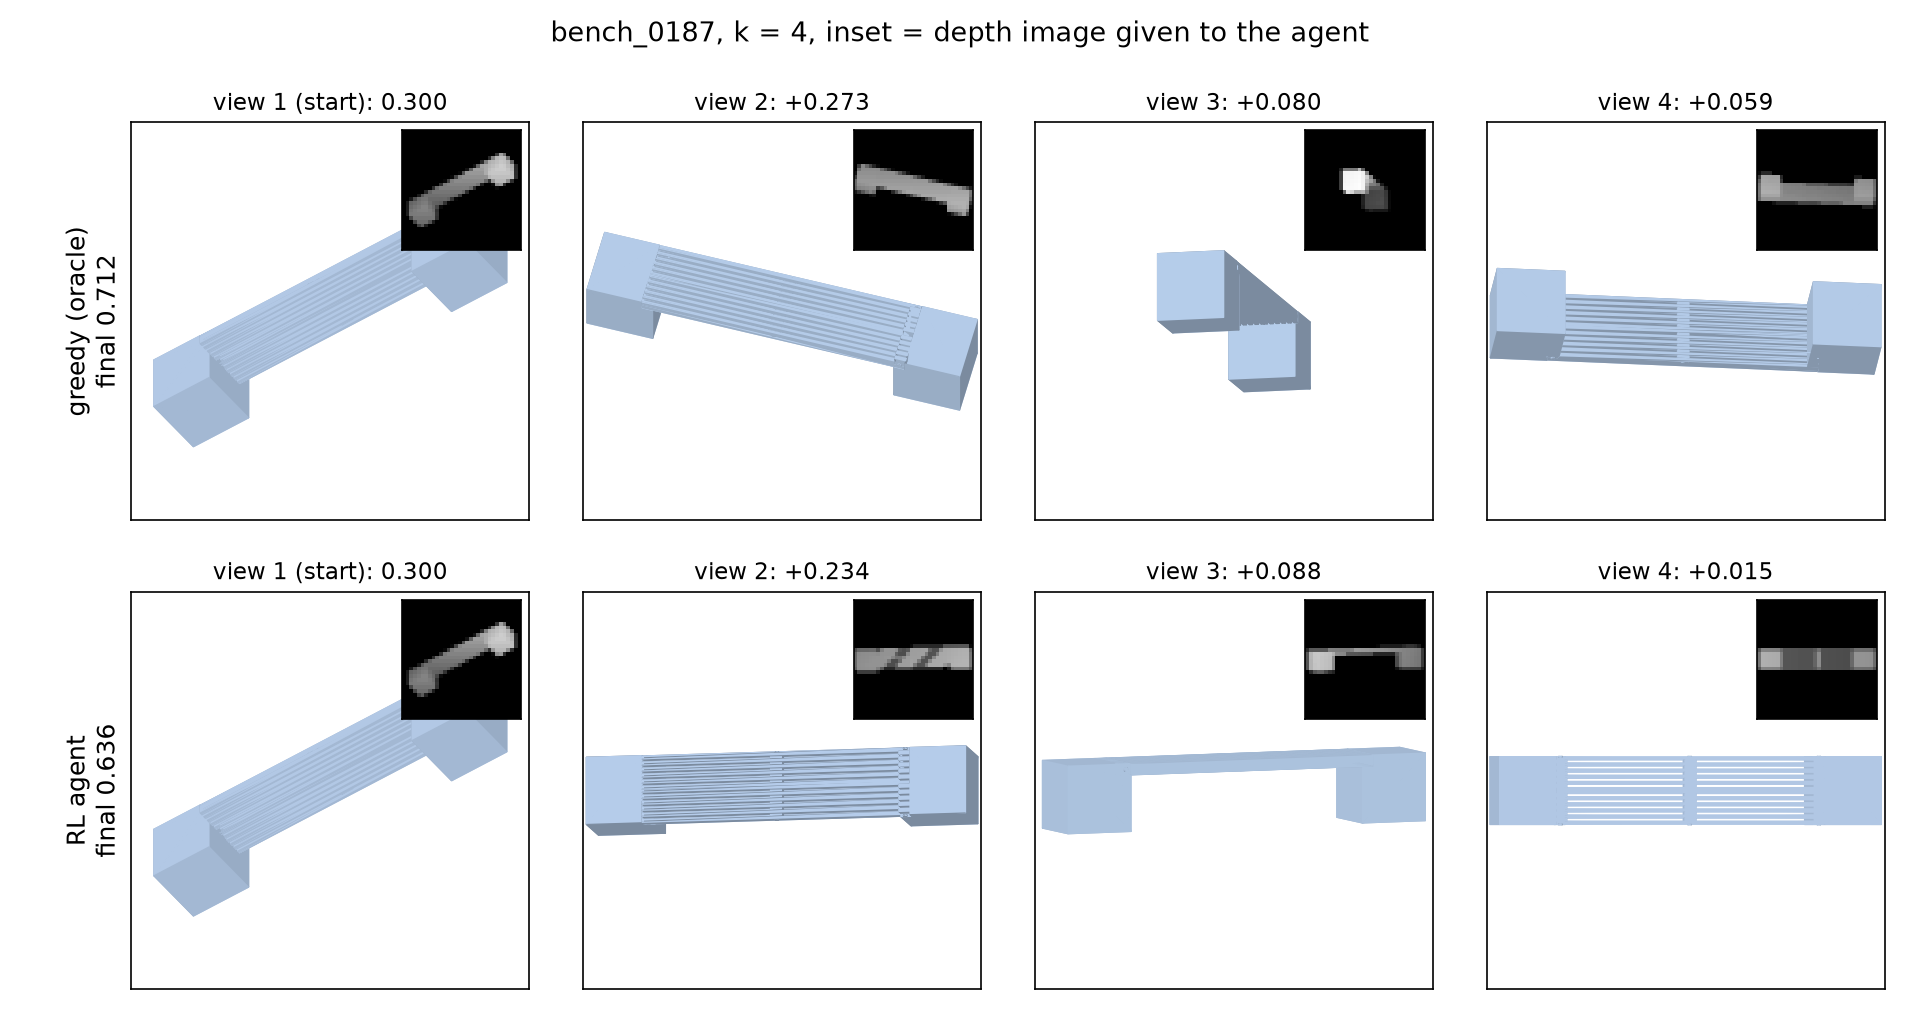 bench_0187, k = 4, inset = depth image given to the agent
view 1 (start): 0.300
view 2: +0.273
view 3: +0.080
view 4: +0.059
greedy (oracle)
final 0.712
view 1 (start): 0.300
view 2: +0.234
view 3: +0.088
view 4: +0.015
RL agent
final 0.636